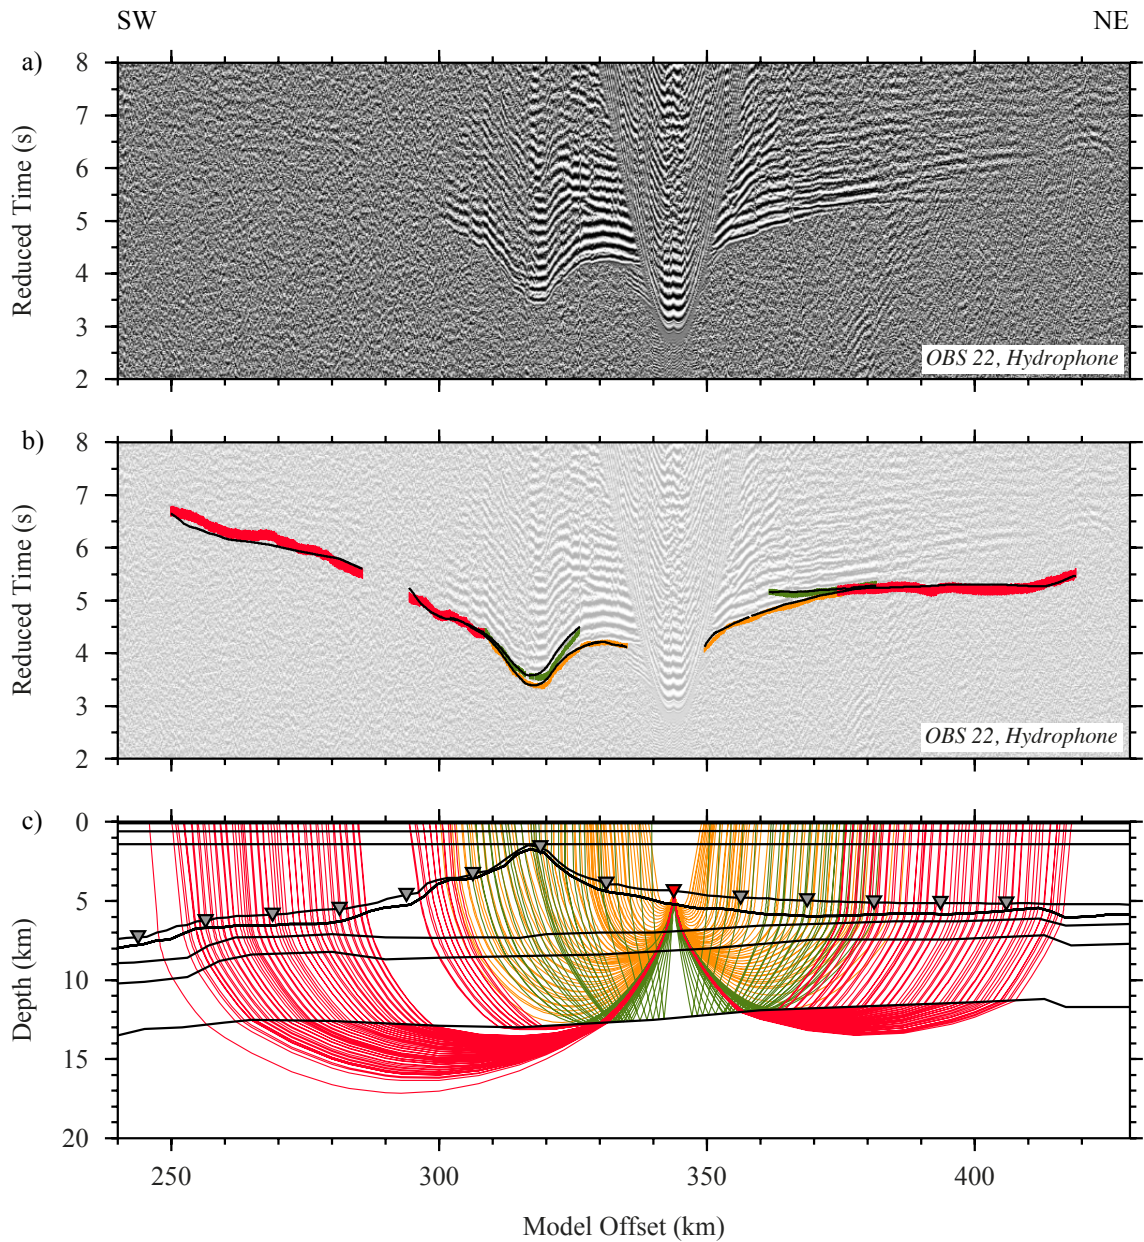 SW NE
a)
8
7
6
5
4
3
2
Reduced Time (s)
OBS 22, Hydrophone
b)
8
7
6
5
4
3
2
Reduced Time (s)
OBS 22, Hydrophone
c)
0
5
10
15
20
Depth (km)
250 300 350 400
Model Offset (km)